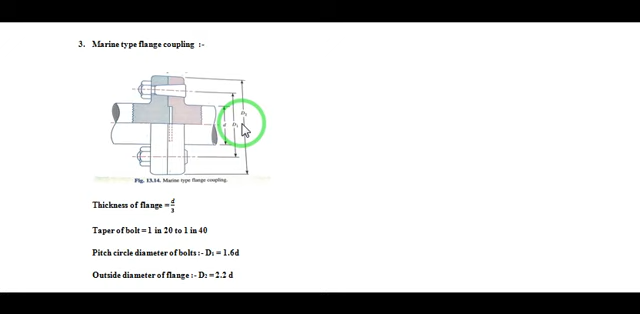 3. Marine type flange coupling :-
d D₁ D₂
Fig. 13.14. Marine type flange coupling.
Thickness of flange = d/3
Taper of bolt = 1 in 20 to 1 in 40
Pitch circle diameter of bolts :- D₁ = 1.6d
Outside diameter of flange :- D₂ = 2.2 d